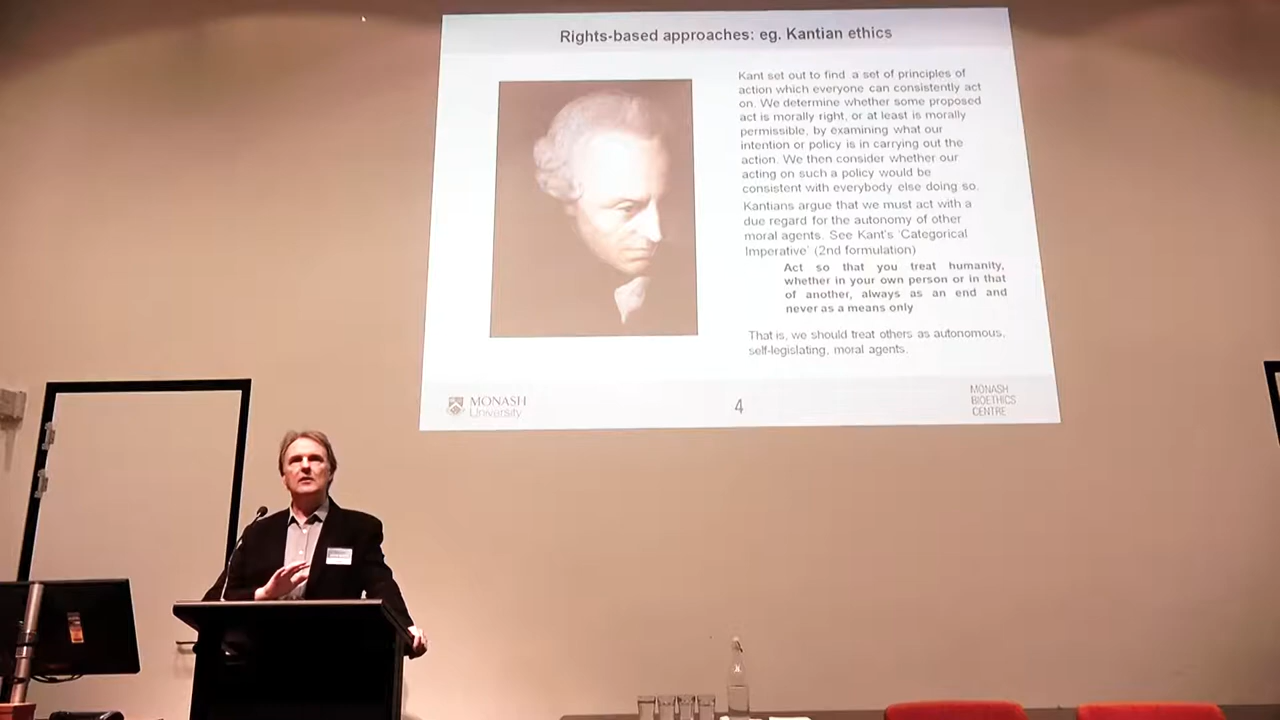 Rights-based approaches: eg. Kantian ethics
Kant set out to find a set of principles of
action which everyone can consistently act
on. We determine whether some proposed
act is morally right, or at least is morally
permissible, by examining what our
intention or policy is in carrying out the
action. We then consider whether our
acting on such a policy would be
consistent with everybody else doing so.
Kantians argue that we must act with a
due regard for the autonomy of other
moral agents. See Kant's 'Categorical
Imperative' (2nd formulation)
Act so that you treat humanity,
whether in your own person or in that
of another, always as an end and
never as a means only
That is, we should treat others as autonomous,
self-legislating, moral agents.
MONASH
University
4
MONASH
BIOETHICS
CENTRE